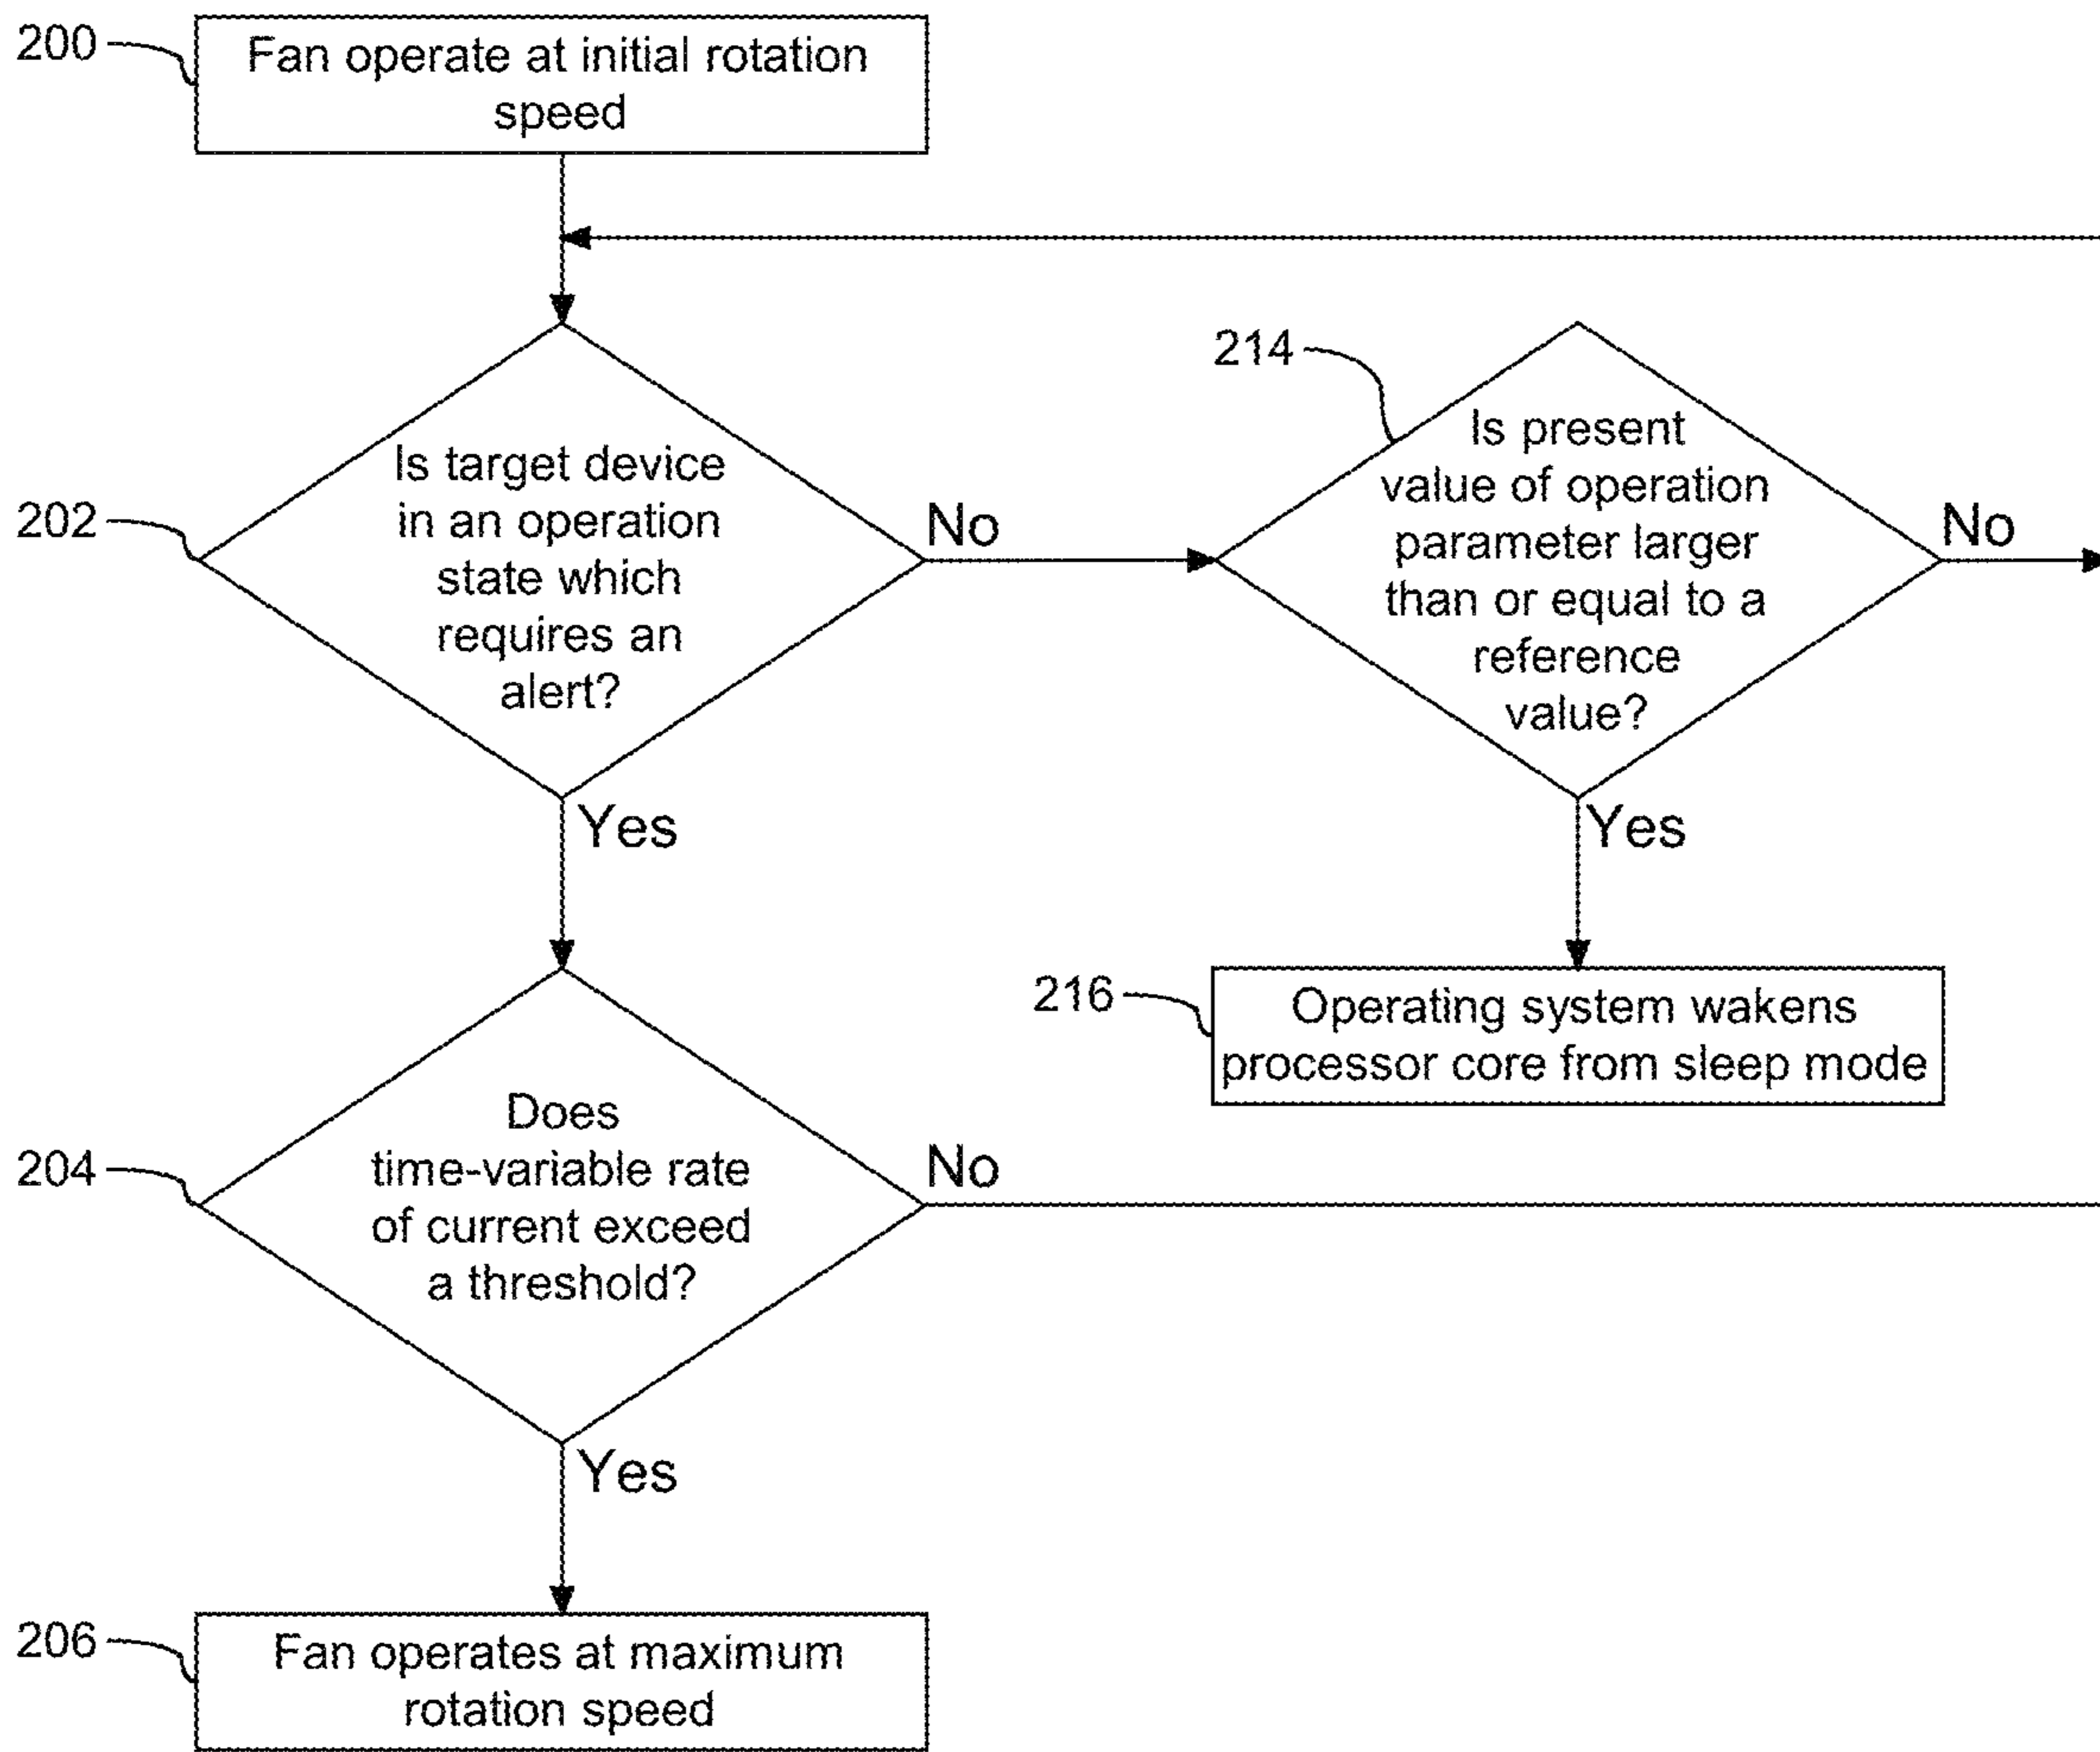 200
Fan operate at initial rotation
speed
202
Is target device
in an operation
state which
requires an
alert?
No
Yes
214
Is present
value of operation
parameter larger
than or equal to a
reference
value?
No
Yes
216
Operating system wakens
processor core from sleep mode
204
Does
time-variable rate
of current exceed
a threshold?
No
Yes
206
Fan operates at maximum
rotation speed